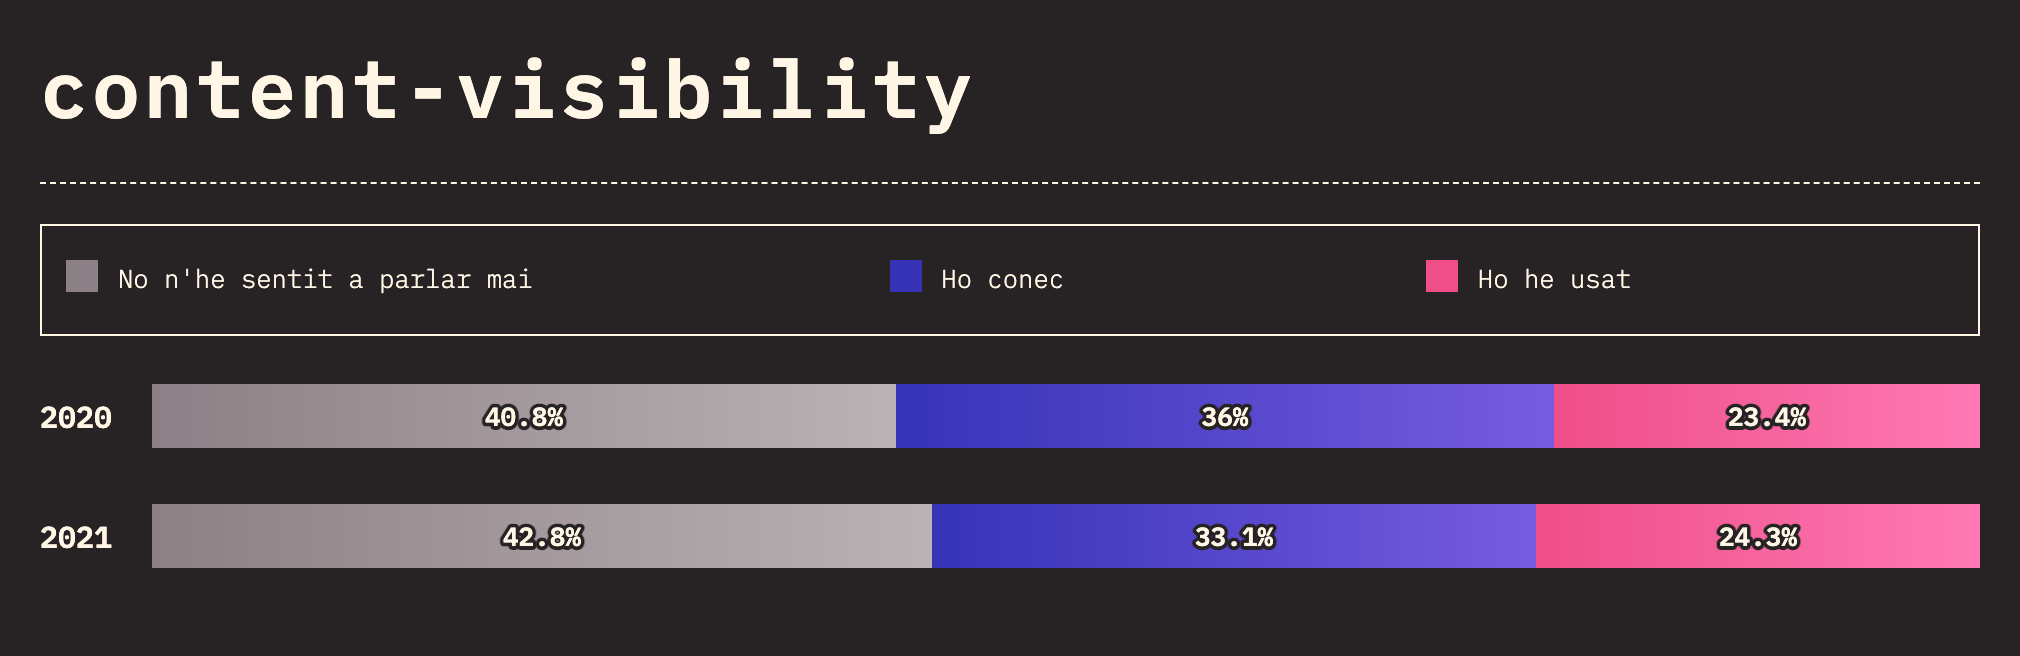 content-visibility
No n'he sentit a parlar mai Ho conec Ho he usat
2020 40.8% 36% 23.4%
2021 42.8% 33.1% 24.3%